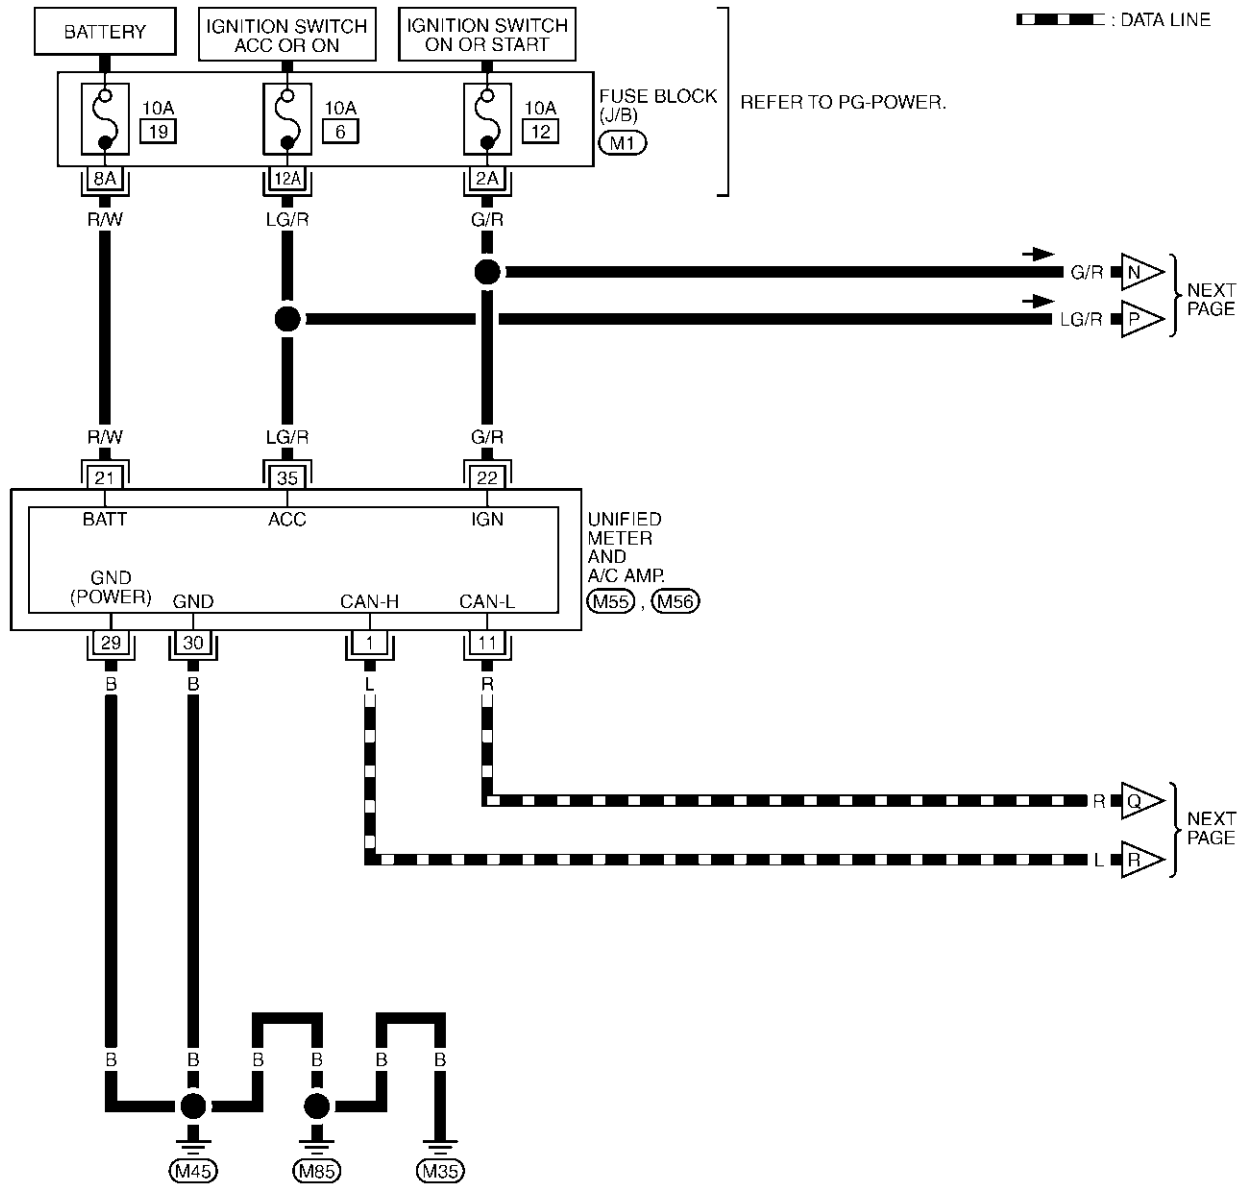 BATTERY
IGNITION SWITCH
ACC OR ON
IGNITION SWITCH
ON OR START
: DATA LINE
10A
19
10A
6
10A
12
FUSE BLOCK
(J/B)
M1
REFER TO PG-POWER.
8A
12A
2A
R/W
LG/R
G/R
G/R
N
LG/R
P
NEXT
PAGE
R/W
LG/R
G/R
21
35
22
BATT
ACC
IGN
UNIFIED
METER
AND
A/C AMP.
M55 , M56
GND
(POWER)
GND
CAN-H
CAN-L
29
30
1
11
B
B
L
R
R
Q
L
R
NEXT
PAGE
B
B
B
B
B
B
M45
M85
M35